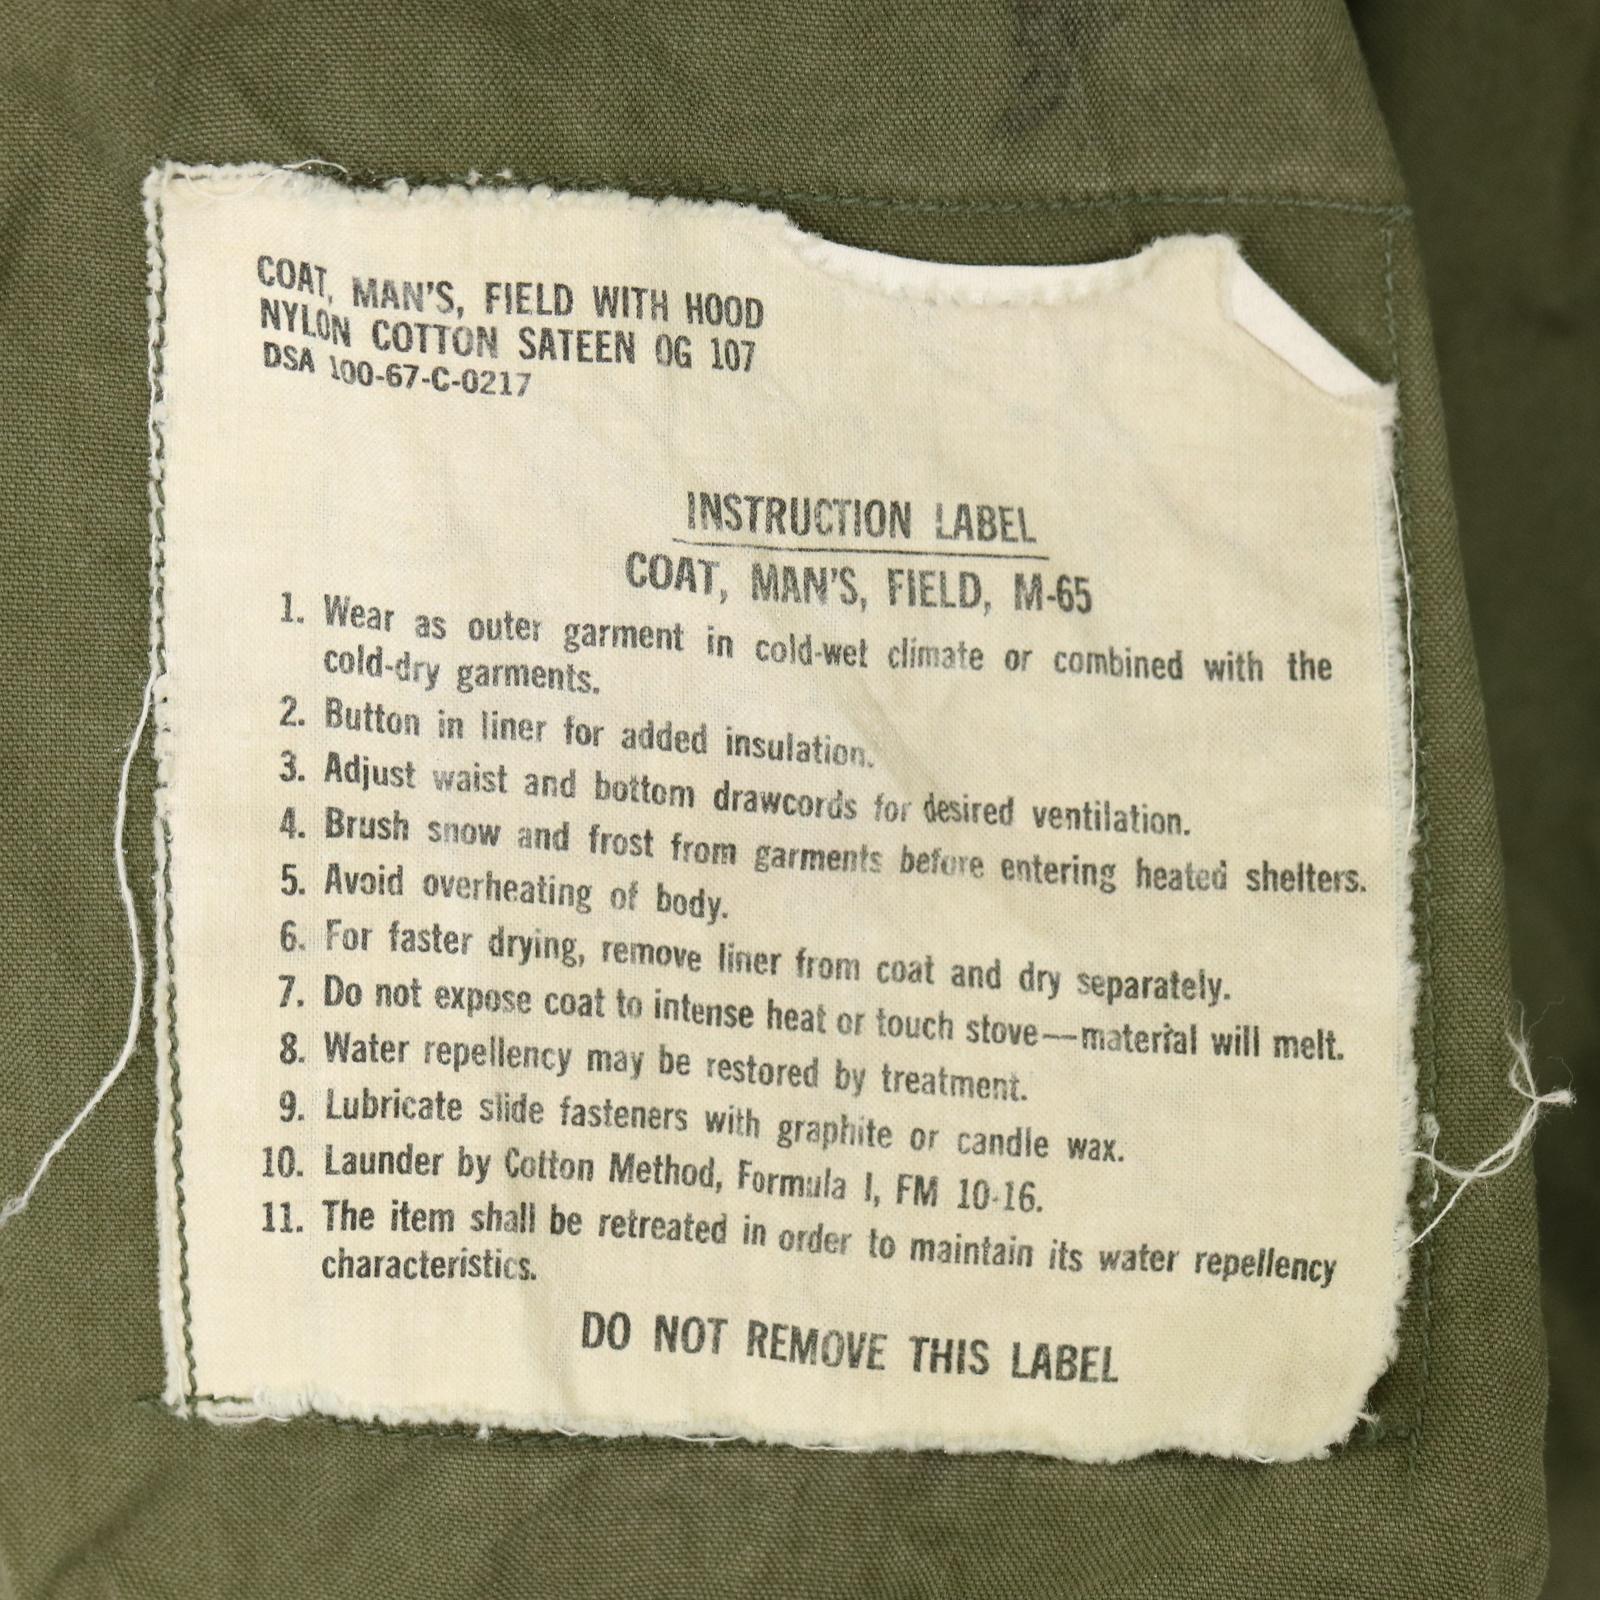 COAT, MAN'S, FIELD WITH HOOD
NYLON COTTON SATEEN OG 107
DSA 100-67-C-0217
INSTRUCTION LABEL
COAT, MAN'S, FIELD, M-65
1. Wear as outer garment in cold-wet climate or combined with the
cold-dry garments.
2. Button in liner for added insulation.
3. Adjust waist and bottom drawcords for desired ventilation.
4. Brush snow and frost from garments before entering heated shelters.
5. Avoid overheating of body.
6. For faster drying, remove liner from coat and dry separately.
7. Do not expose coat to intense heat or touch stove—material will melt.
8. Water repellency may be restored by treatment.
9. Lubricate slide fasteners with graphite or candle wax.
10. Launder by Cotton Method, Formula I, FM 10-16.
11. The item shall be retreated in order to maintain its water repellency
characteristics.
DO NOT REMOVE THIS LABEL